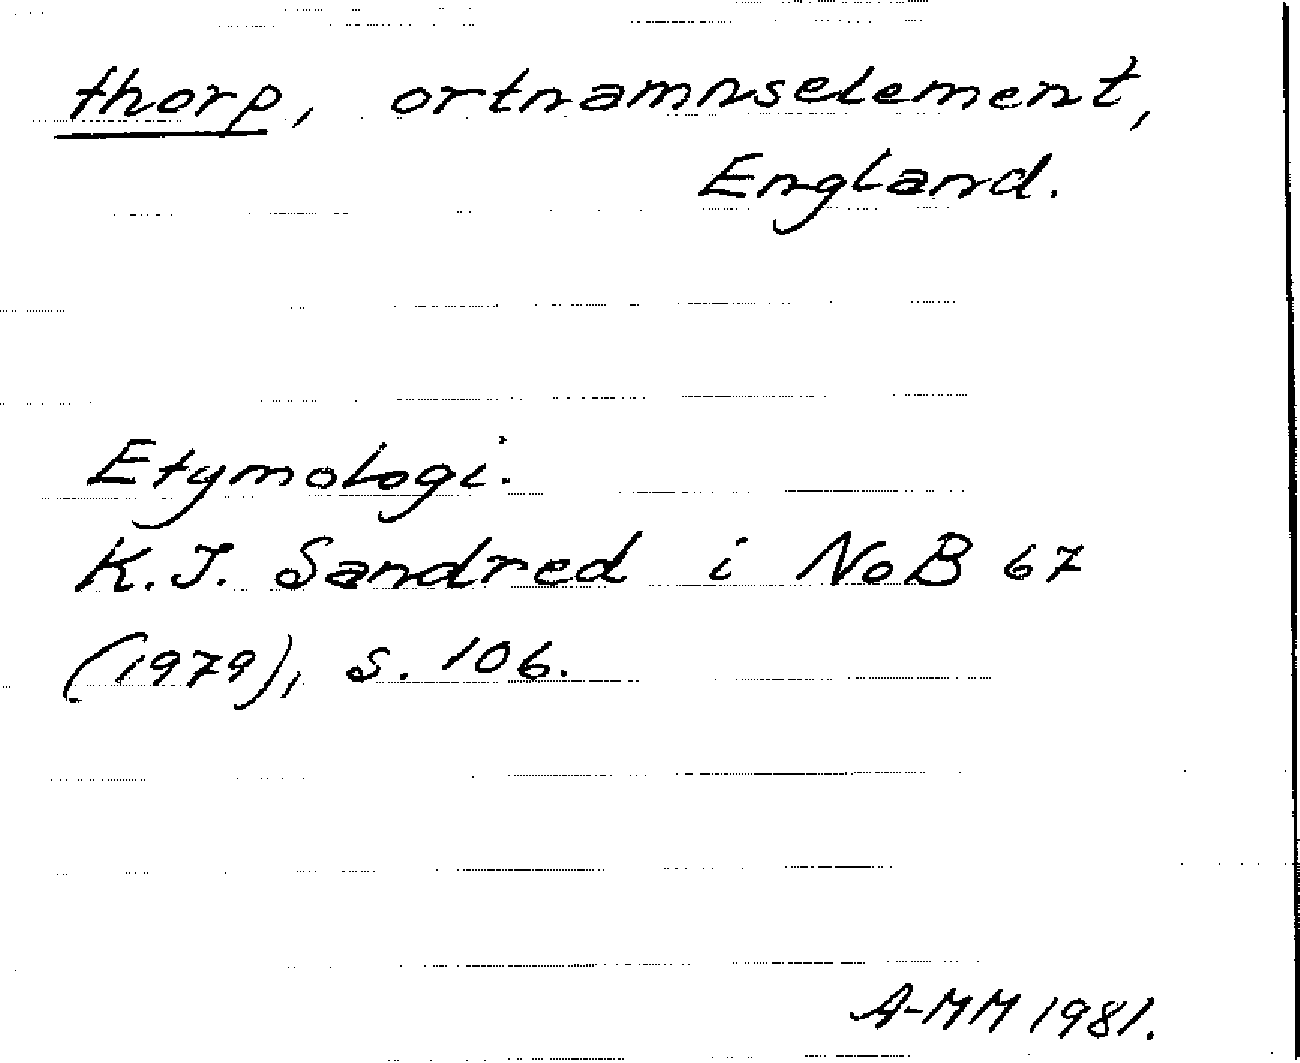 thorp, ortnamnselement,
England.
Etymologi.
K.I. Sandred i NoB 67
(1979), s. 106.
A-MM 1981.